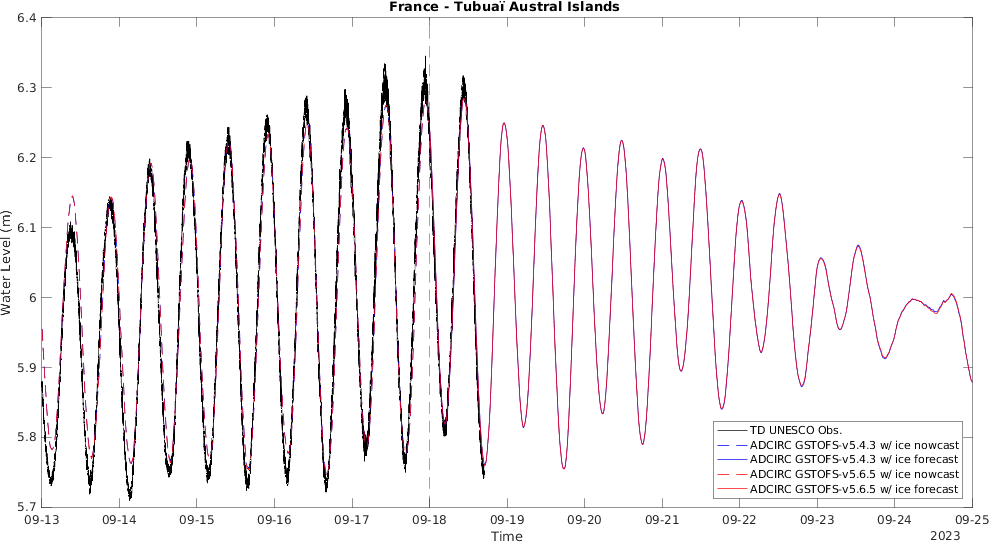 France - Tubuaï Austral Islands
6.4
6.3
6.2
6.1
6
5.9
5.8
5.7
Water Level (m)
TD UNESCO Obs.
ADCIRC GSTOFS-v5.4.3 w/ ice nowcast
ADCIRC GSTOFS-v5.4.3 w/ ice forecast
ADCIRC GSTOFS-v5.6.5 w/ ice nowcast
ADCIRC GSTOFS-v5.6.5 w/ ice forecast
09-13 09-14 09-15 09-16 09-17 09-18 09-19 09-20 09-21 09-22 09-23 09-24 09-25
Time
2023